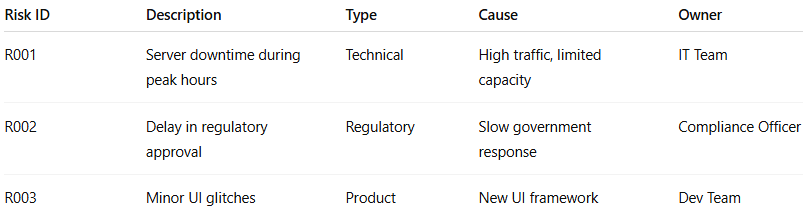 Risk ID Description Type Cause Owner
R001 Server downtime during peak hours Technical High traffic, limited capacity IT Team
R002 Delay in regulatory approval Regulatory Slow government response Compliance Officer
R003 Minor UI glitches Product New UI framework Dev Team